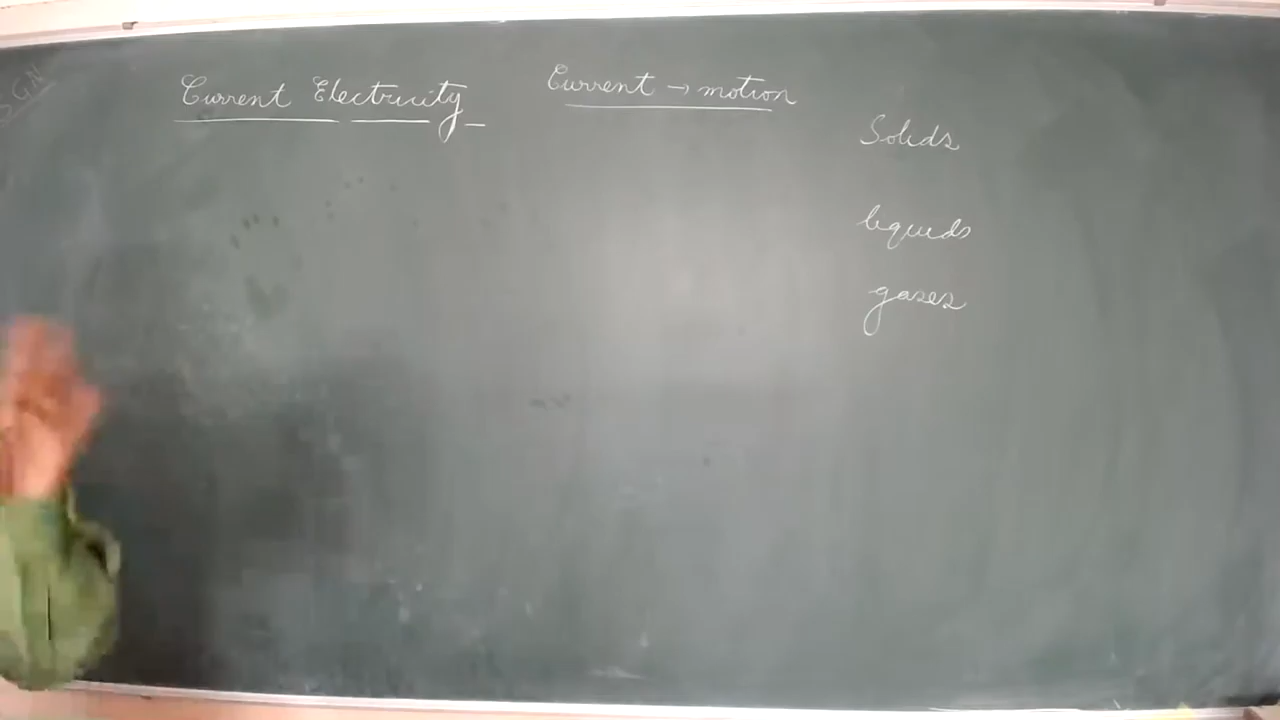 S.G.N
Current Electricity
Current → motion
Solids
liquids
gases